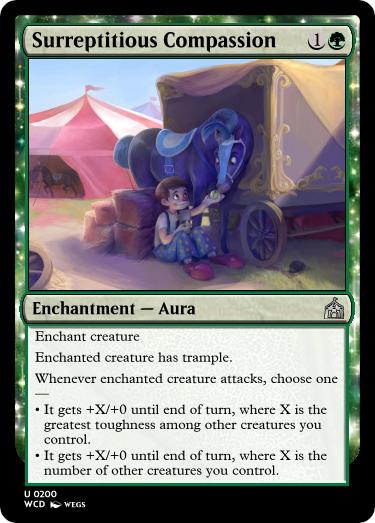 Surreptitious Compassion 1
Enchantment — Aura
Enchant creature
Enchanted creature has trample.
Whenever enchanted creature attacks, choose one
—
• It gets +X/+0 until end of turn, where X is the
greatest toughness among other creatures you
control.
• It gets +X/+0 until end of turn, where X is the
number of other creatures you control.
U 0200
WCD WEGS